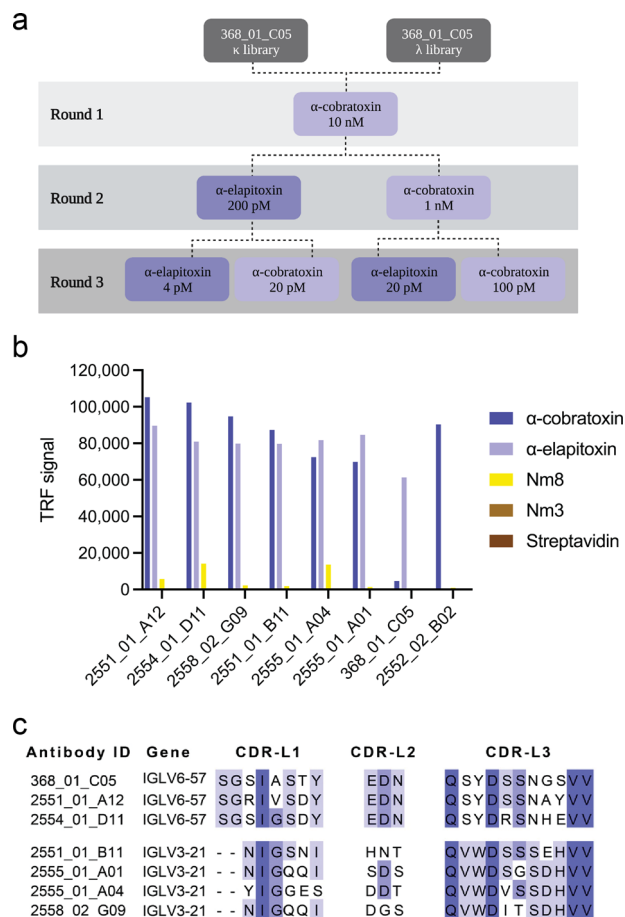 a
368_01_C05
κ library
368_01_C05
λ library
Round 1
α-cobratoxin
10 nM
Round 2
α-elapitoxin
200 pM
α-cobratoxin
1 nM
Round 3
α-elapitoxin
4 pM
α-cobratoxin
20 pM
α-elapitoxin
20 pM
α-cobratoxin
100 pM
b
120,000
100,000
80,000
60,000
40,000
20,000
0
TRF signal
2551_01_A12
2554_01_D11
2558_02_G09
2551_01_B11
2555_01_A04
2555_01_A01
368_01_C05
2552_02_B02
α-cobratoxin
α-elapitoxin
Nm8
Nm3
Streptavidin
c
Antibody ID Gene CDR-L1 CDR-L2 CDR-L3
368_01_C05 IGLV6-57 SGSIASTY EDN QSYDSSNGSVV
2551_01_A12 IGLV6-57 SGRIVSDY EDN QSYDSSNAYVV
2554_01_D11 IGLV6-57 SGSIGSDY EDN QSYDRSNHEVV
2551_01_B11 IGLV3-21 --NIGSNI HNT QVWDSSSEHVV
2555_01_A01 IGLV3-21 --NIGQQI SDS QVWDSGSDHVV
2555_01_A04 IGLV3-21 --YIGGES DDT QVWDVSSDHVV
2558_02_G09 IGLV3-21 --NIGQQI DGS QVWDITSDHVV